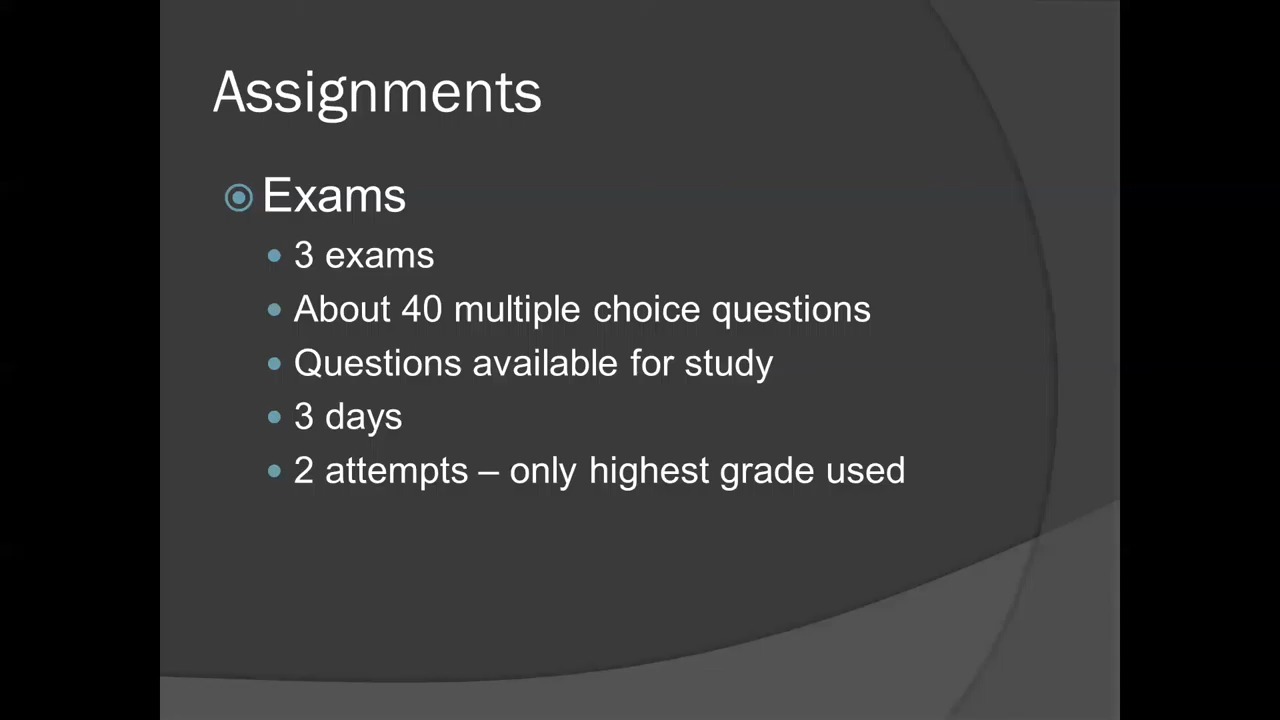 Assignments
Exams
3 exams
About 40 multiple choice questions
Questions available for study
3 days
2 attempts – only highest grade used